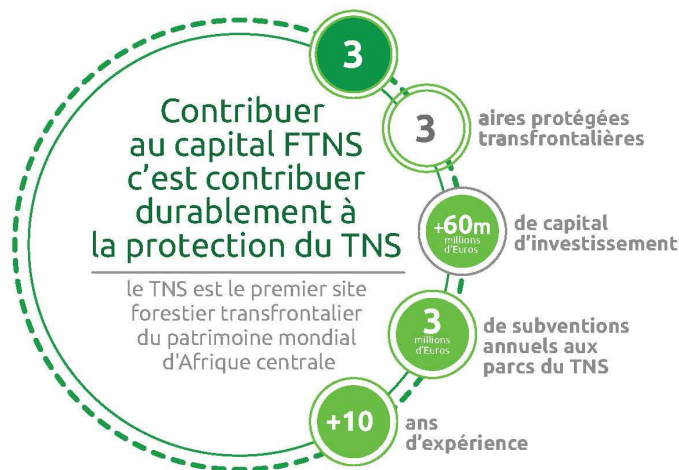 3
Contribuer
au capital FTNS
c’est contribuer
durablement à
la protection du TNS
le TNS est le premier site
forestier transfrontalier
du patrimoine mondial
d'Afrique centrale
3
aires protégées
transfrontalières
+60m
millions
d'Euros
de capital
d’investissement
3
millions
d'Euros
de subventions
annuels aux
parcs du TNS
+10
ans
d’expérience